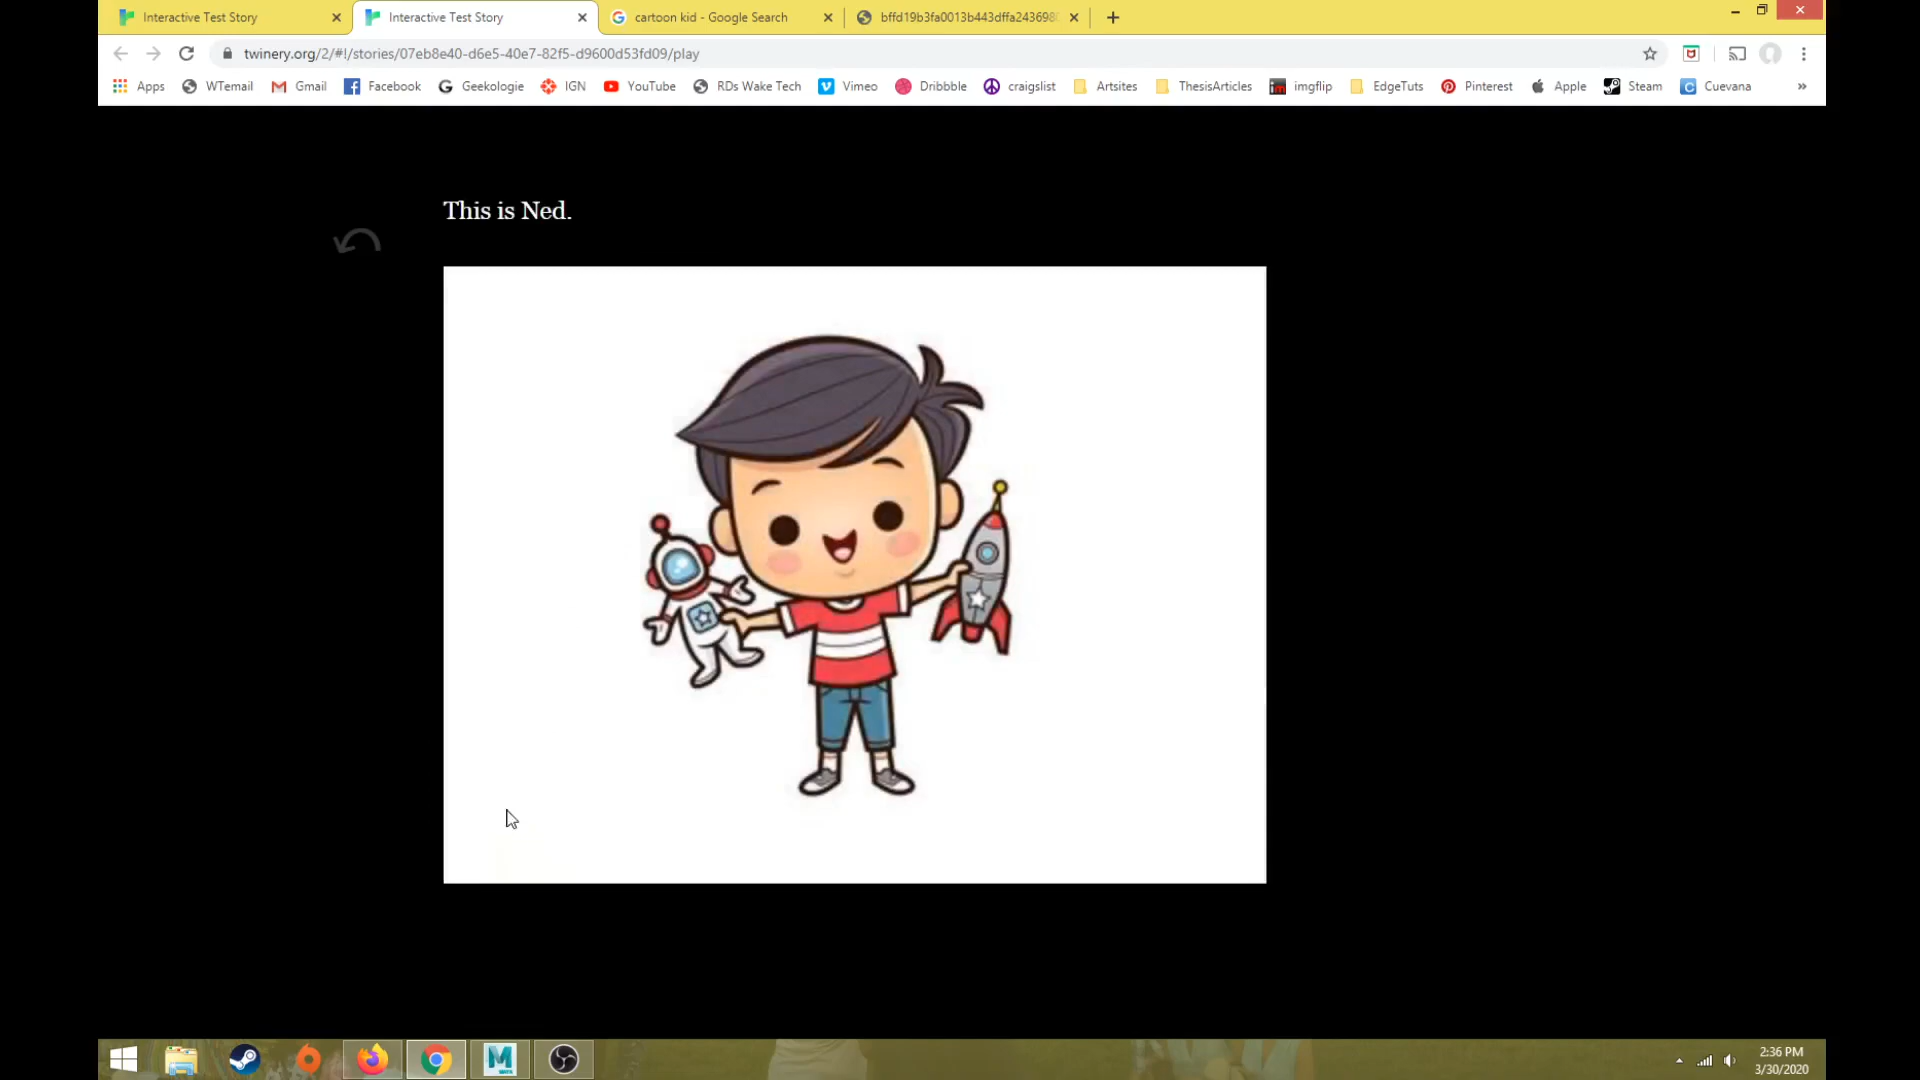 Interactive Test Story
Interactive Test Story
cartoon kid - Google Search
bffd19b3fa0013b443dffa2436980
twinery.org/2/#!/stories/07eb8e40-d6e5-40e7-82f5-d9600d53fd09/play
Apps WTemail Gmail Facebook Geekologie IGN YouTube RDs Wake Tech Vimeo Dribbble craigslist Artsites ThesisArticles imgflip EdgeTuts Pinterest Apple Steam Cuevana »
This is Ned.
2:36 PM
3/30/2020